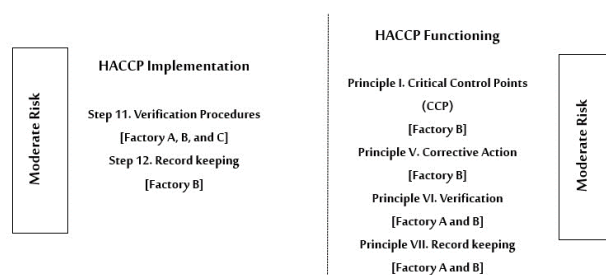 Moderate Risk
HACCP Implementation
Step 11. Verification Procedures
[Factory A, B, and C]
Step 12. Record keeping
[Factory B]
HACCP Functioning
Principle I. Critical Control Points
(CCP)
[Factory B]
Principle V. Corrective Action
[Factory B]
Principle VI. Verification
[Factory A and B]
Principle VII. Record keeping
[Factory A and B]
Moderate Risk